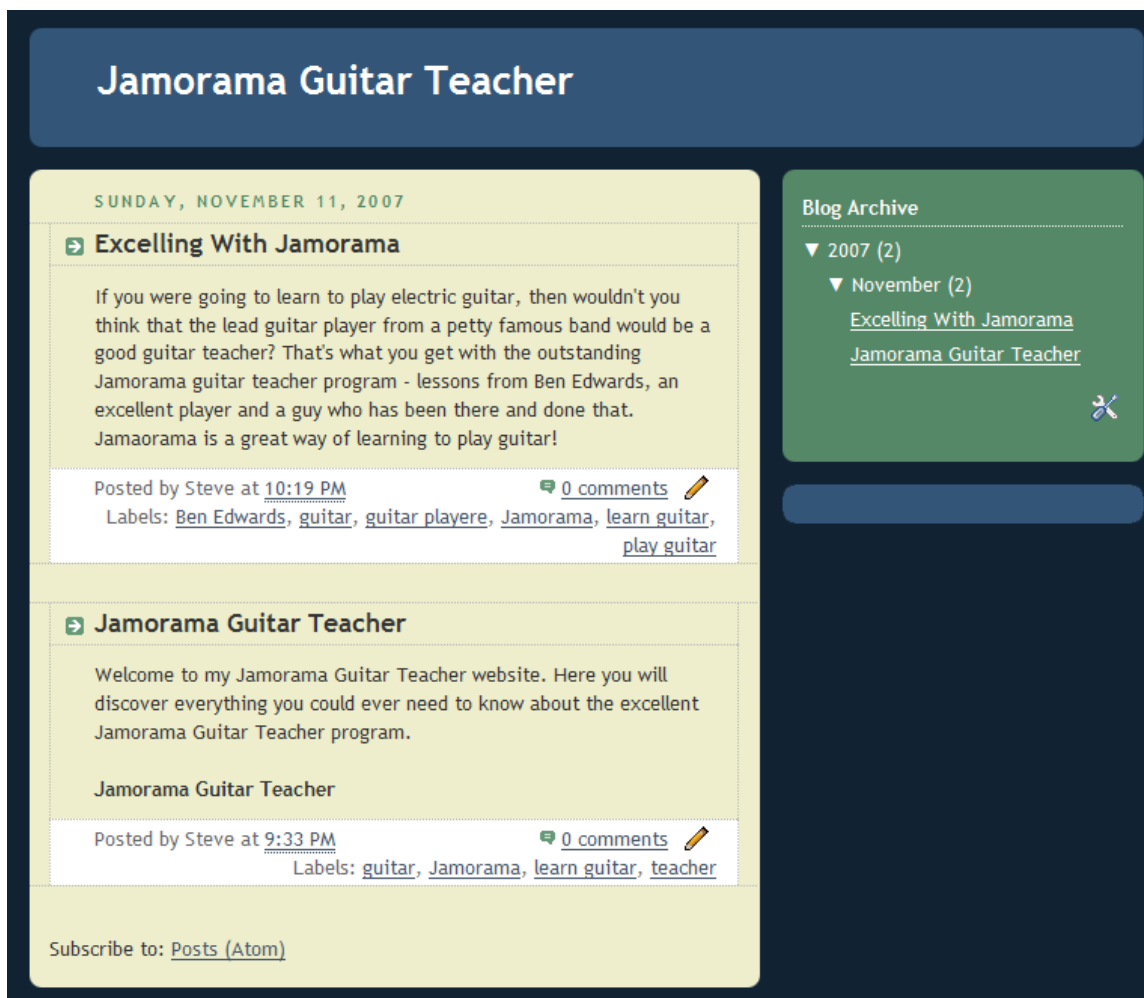 Jamorama Guitar Teacher
SUNDAY, NOVEMBER 11, 2007
Excelling With Jamorama
If you were going to learn to play electric guitar, then wouldn't you
think that the lead guitar player from a petty famous band would be a
good guitar teacher? That's what you get with the outstanding
Jamorama guitar teacher program - lessons from Ben Edwards, an
excellent player and a guy who has been there and done that.
Jamaorama is a great way of learning to play guitar!
Posted by Steve at 10:19 PM 0 comments
Labels: Ben Edwards, guitar, guitar playere, Jamorama, learn guitar,
play guitar
Jamorama Guitar Teacher
Welcome to my Jamorama Guitar Teacher website. Here you will
discover everything you could ever need to know about the excellent
Jamorama Guitar Teacher program.
Jamorama Guitar Teacher
Posted by Steve at 9:33 PM 0 comments
Labels: guitar, Jamorama, learn guitar, teacher
Subscribe to: Posts (Atom)
Blog Archive
▼ 2007 (2)
▼ November (2)
Excelling With Jamorama
Jamorama Guitar Teacher